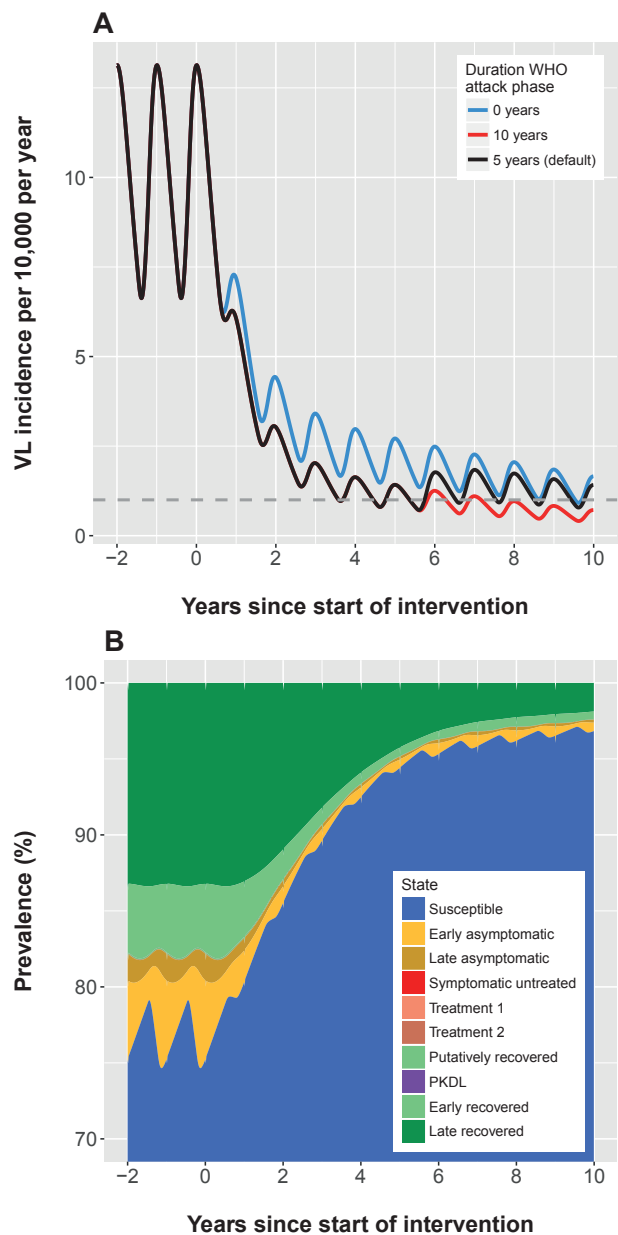 A
VL incidence per 10,000 per year
10
5
0
Duration WHO
attack phase
0 years
10 years
5 years (default)
−2 0 2 4 6 8 10
Years since start of intervention
B
Prevalence (%)
100
90
80
70
State
Susceptible
Early asymptomatic
Late asymptomatic
Symptomatic untreated
Treatment 1
Treatment 2
Putatively recovered
PKDL
Early recovered
Late recovered
−2 0 2 4 6 8 10
Years since start of intervention